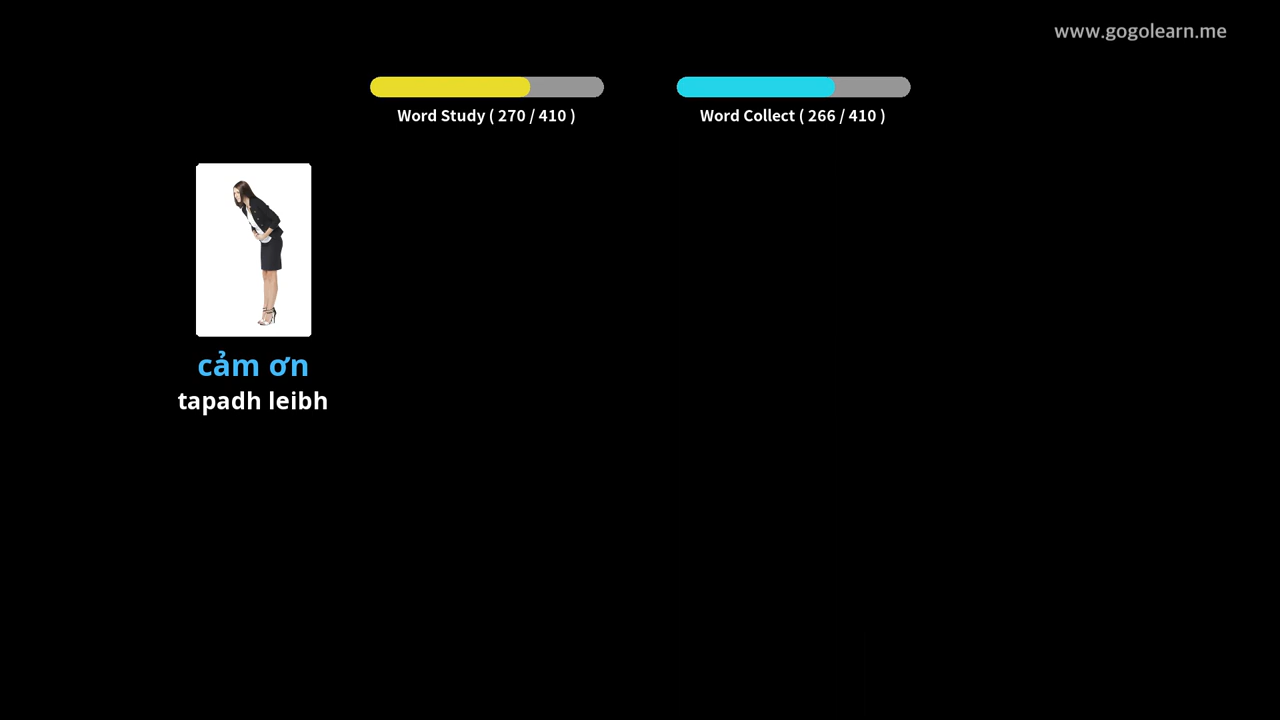 www.gogolearn.me
Word Study ( 270 / 410 )
Word Collect ( 266 / 410 )
cảm ơn
tapadh leibh